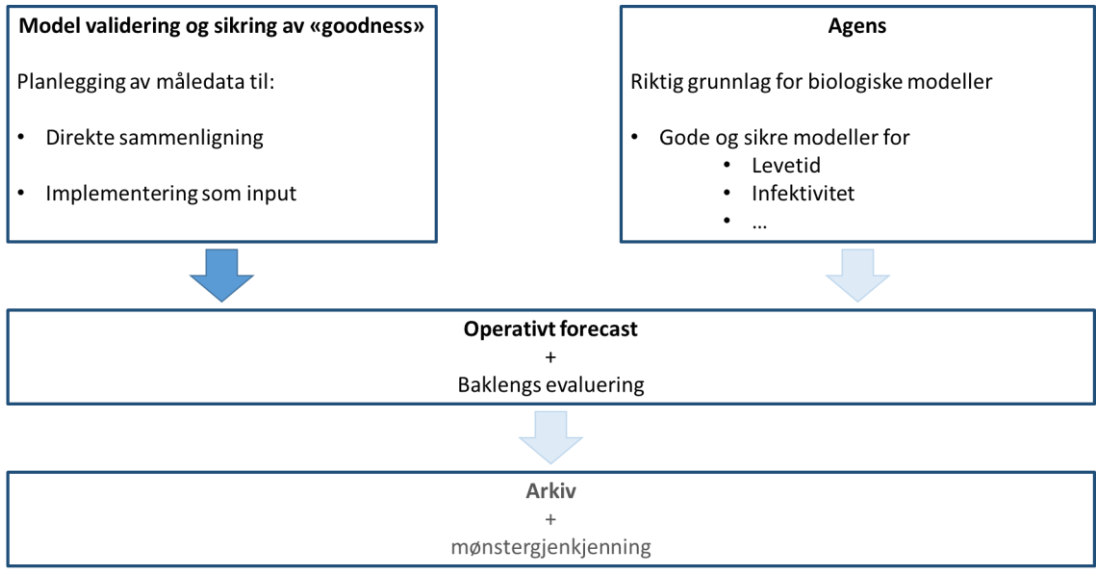 Model validering og sikring av «goodness»
Planlegging av måledata til:
• Direkte sammenligning
• Implementering som input
Agens
Riktig grunnlag for biologiske modeller
• Gode og sikre modeller for
• Levetid
• Infektivitet
• ...
Operativt forecast
+
Baklengs evaluering
Arkiv
+
mønstergjenkjenning